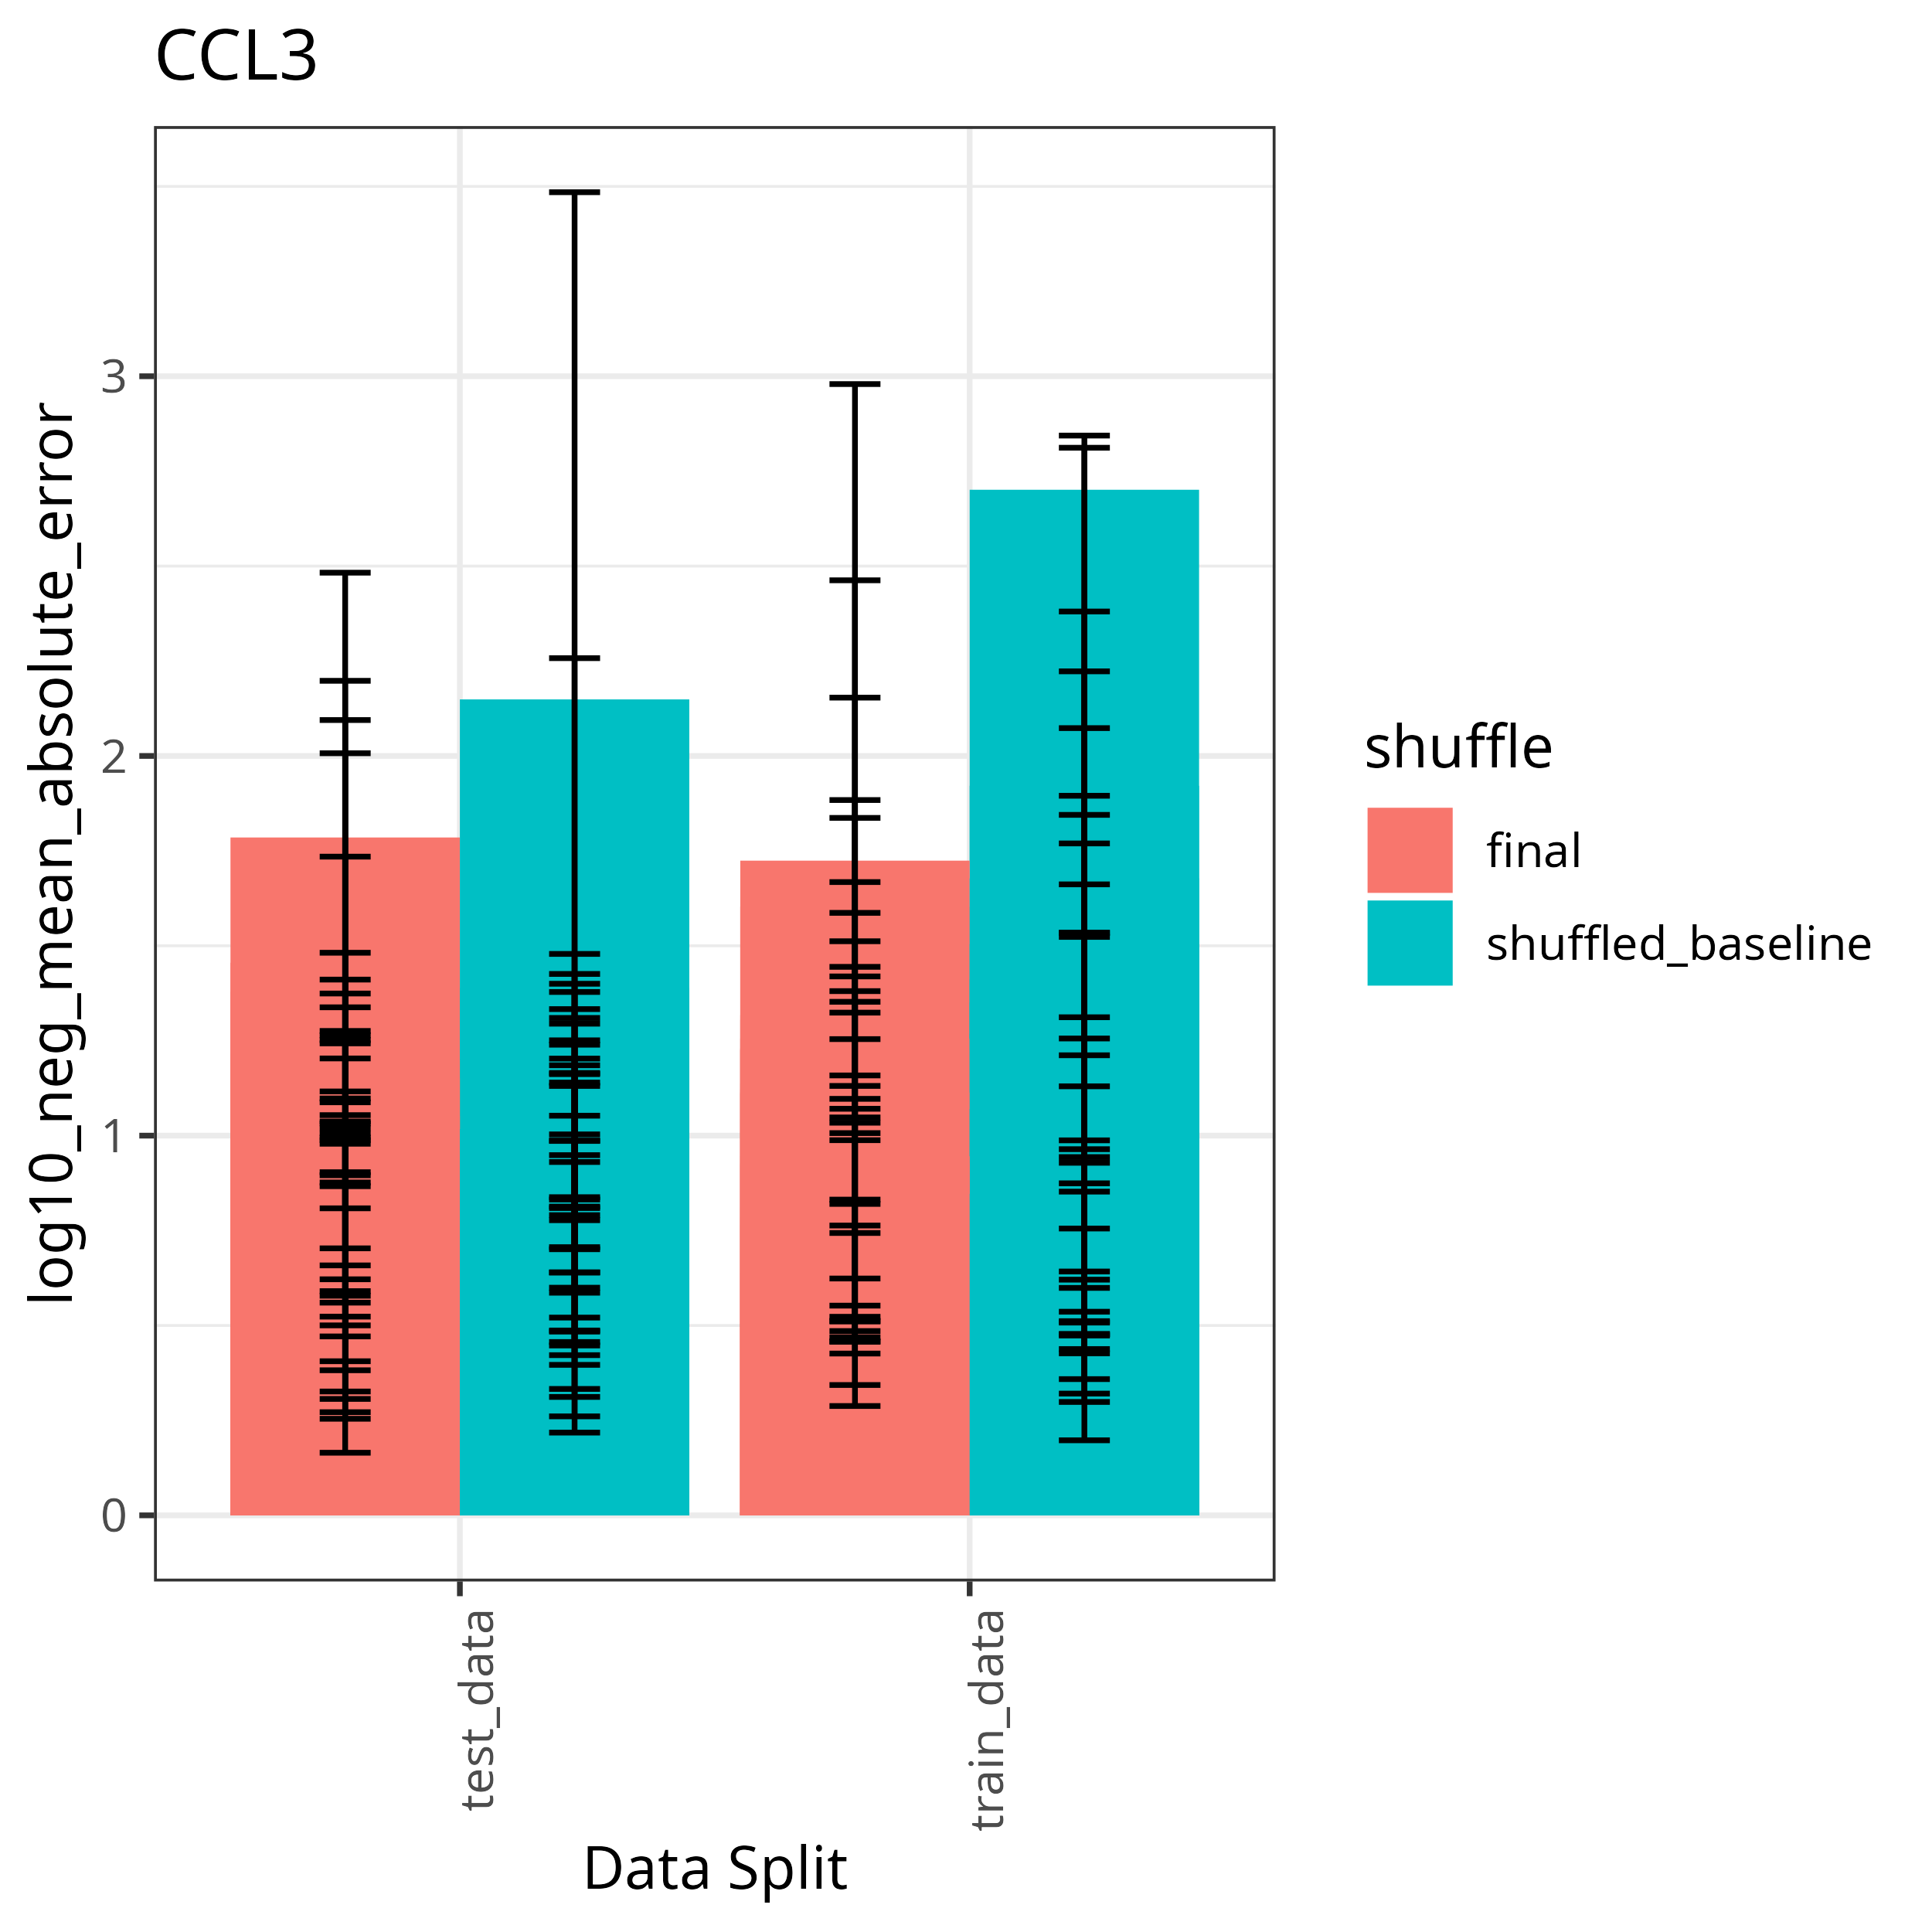 CCL3
log10_neg_mean_absolute_error
3
2
1
0
test_data
train_data
Data Split
shuffle
final
shuffled_baseline